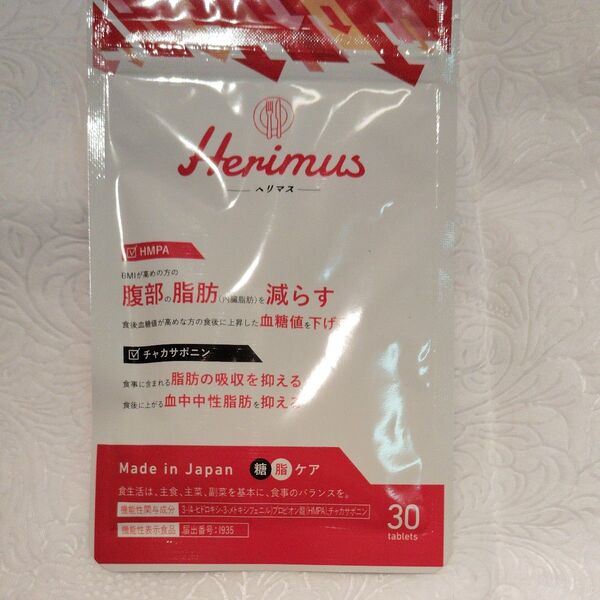 Herimus
ヘリマス
HMPA
BMIが高めの方の
腹部の脂肪(内臓脂肪)を減らす
食後血糖値が高めな方の食後に上昇した血糖値を下げ
チャカサポニン
食事に含まれる脂肪の吸収を抑える
食後に上がる血中中性脂肪を抑える
Made in Japan 糖 脂 ケア
食生活は、主食、主菜、副菜を基本に、食事のバランスを。
機能性関与成分 3-(4-ヒドロキシ-3-メトキシフェニル)プロピオン酸(HMPA)、チャカサポニン
機能性表示食品 届出番号:I935
30
tablets